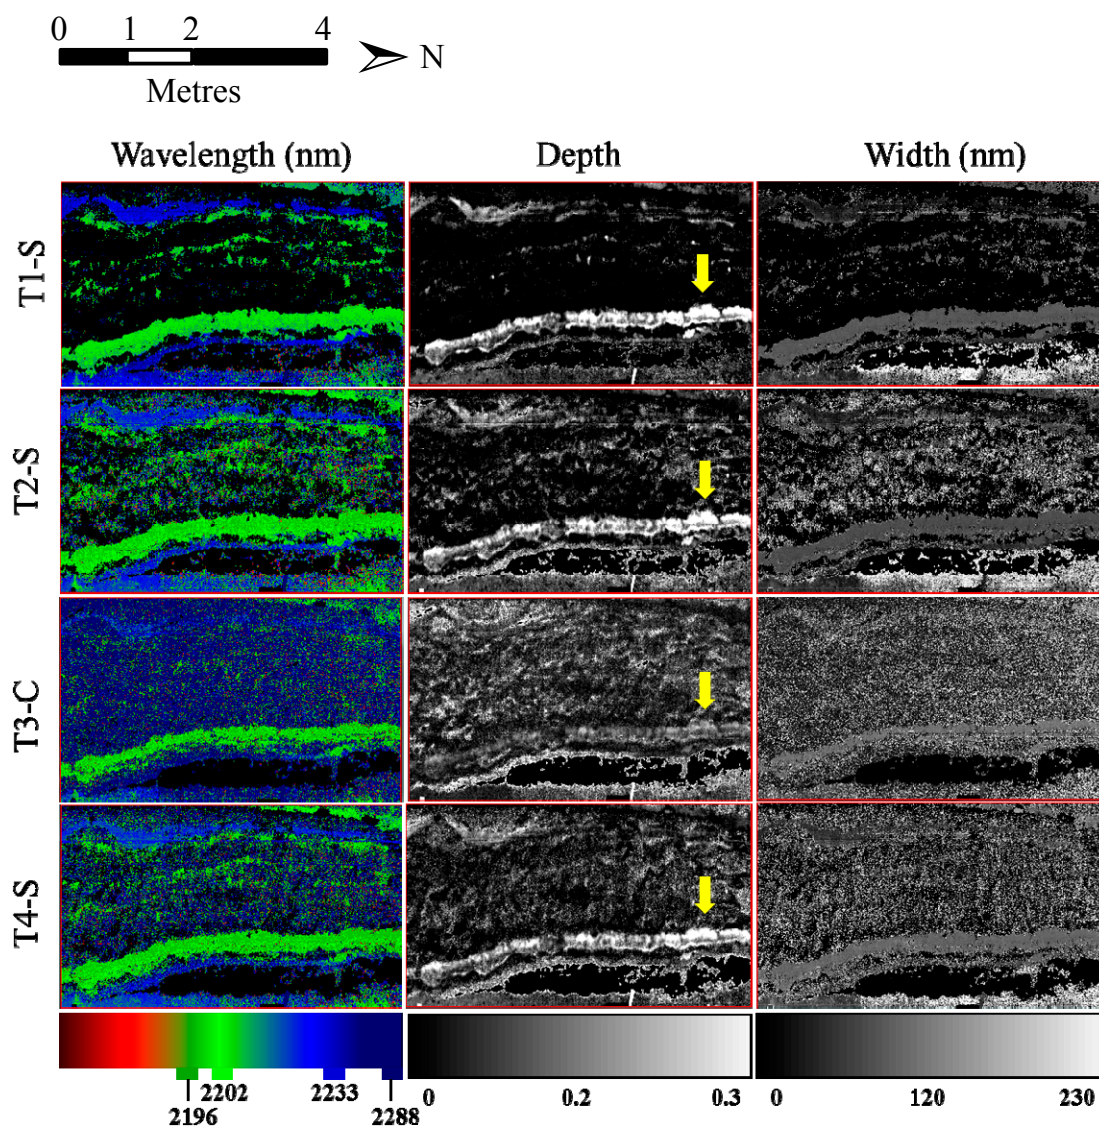 0 1 2 4
N
Metres
Wavelength (nm) Depth Width (nm)
T1-S
T2-S
T3-C
T4-S
2196 2202 2233 2288
0 0.2 0.3
0 120 230